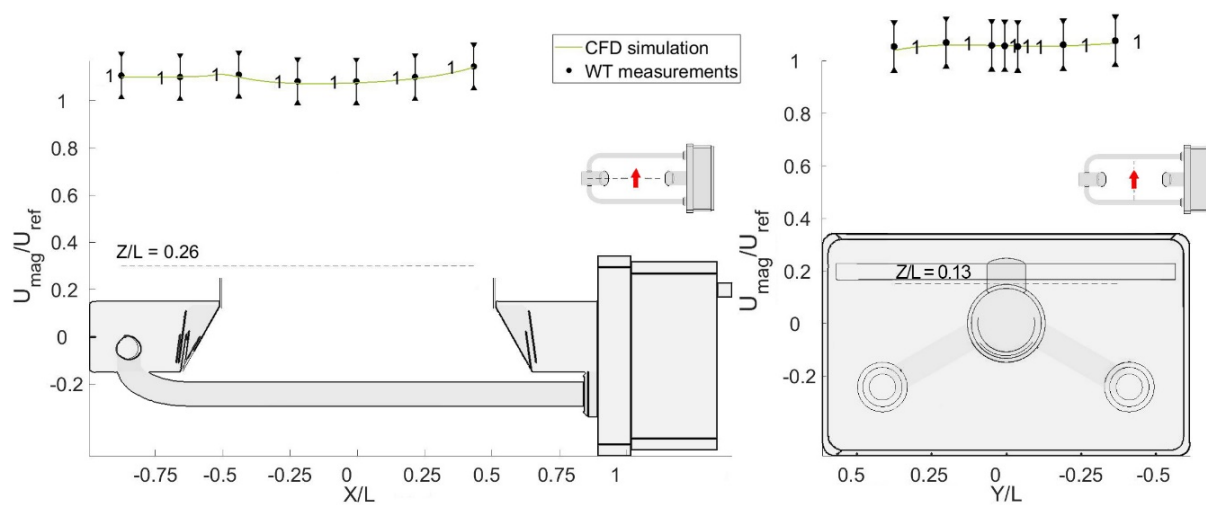 CFD simulation
WT measurements
1 1 1 1 1 1 1
1 1 1 1 1 1 1
1
0.8
0.6
0.4
0.2
0
-0.2
U_mag/U_ref
Z/L = 0.26
-0.75 -0.5 -0.25 0 0.25 0.5 0.75 1
X/L
1
0.8
0.6
0.4
0.2
0
-0.2
U_mag/U_ref
Z/L = 0.13
0.5 0.25 0 -0.25 -0.5
Y/L